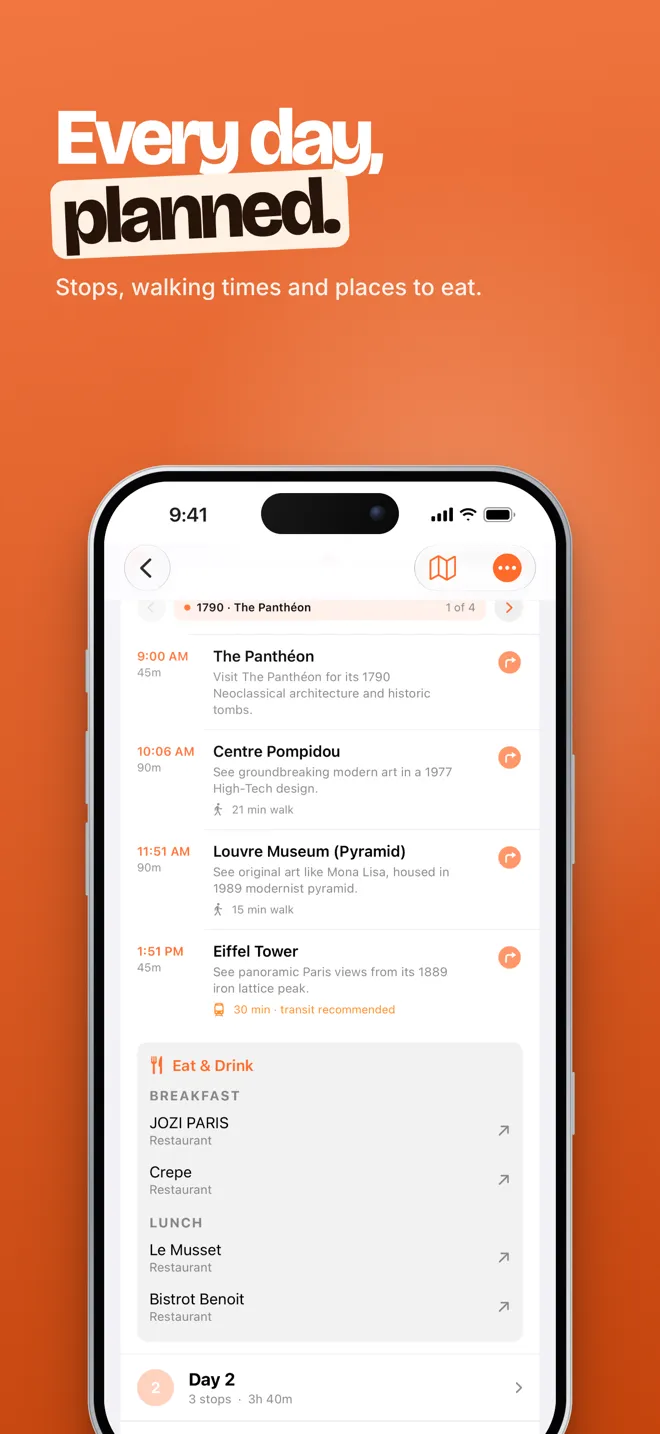 Every day,
planned.
Stops, walking times and places to eat.
9:41
1790 · The Panthéon 1 of 4
9:00 AM
45m
The Panthéon
Visit The Panthéon for its 1790
Neoclassical architecture and historic
tombs.
10:06 AM
90m
Centre Pompidou
See groundbreaking modern art in a 1977
High-Tech design.
21 min walk
11:51 AM
90m
Louvre Museum (Pyramid)
See original art like Mona Lisa, housed in
1989 modernist pyramid.
15 min walk
1:51 PM
45m
Eiffel Tower
See panoramic Paris views from its 1889
iron lattice peak.
30 min · transit recommended
Eat & Drink
BREAKFAST
JOZI PARIS
Restaurant
Crepe
Restaurant
LUNCH
Le Musset
Restaurant
Bistrot Benoit
Restaurant
2
Day 2
3 stops · 3h 40m